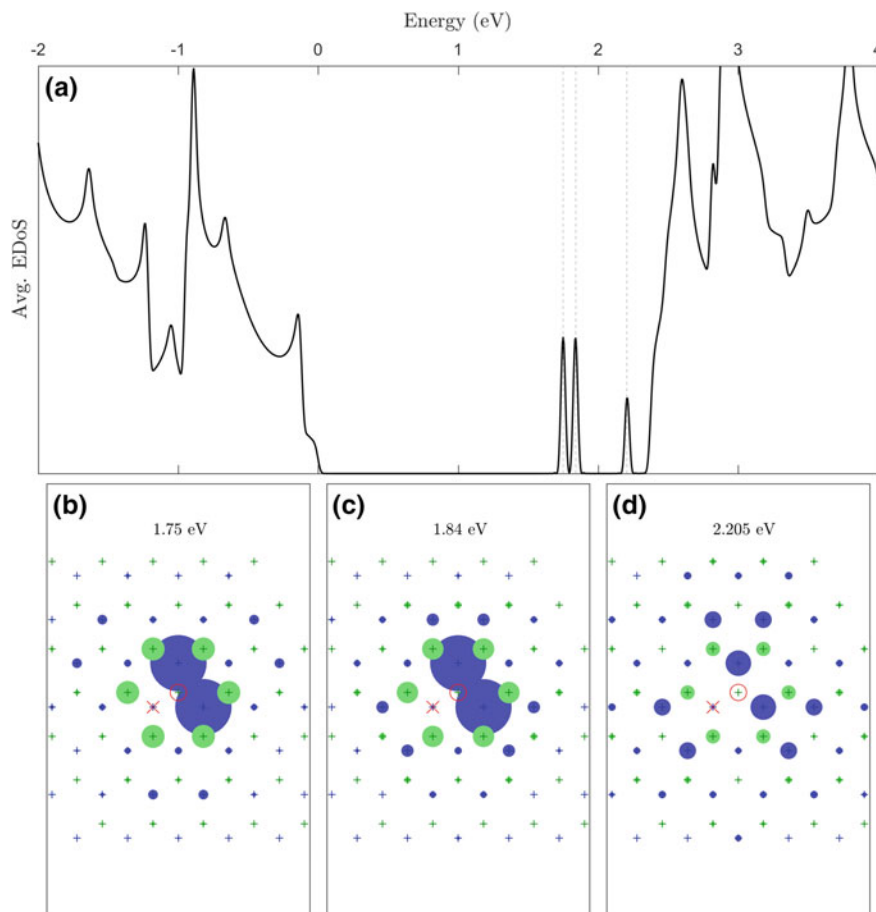 Energy (eV)
-2 -1 0 1 2 3 4
(a)
Avg. EDoS
(b) (c) (d)
1.75 eV 1.84 eV 2.205 eV